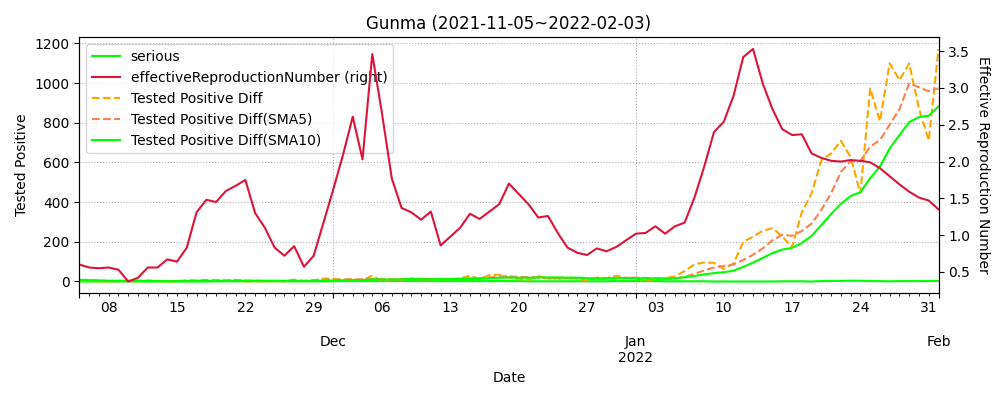 Gunma (2021-11-05~2022-02-03)
serious
effectiveReproductionNumber (right)
Tested Positive Diff
Tested Positive Diff(SMA5)
Tested Positive Diff(SMA10)
Tested Positive
1200
1000
800
600
400
200
0
3.5
3.0
2.5
2.0
1.5
1.0
0.5
Effective Reproduction Number
08 15 22 29 06 13 20 27 03 10 17 24 31
Dec Jan Feb
2022
Date